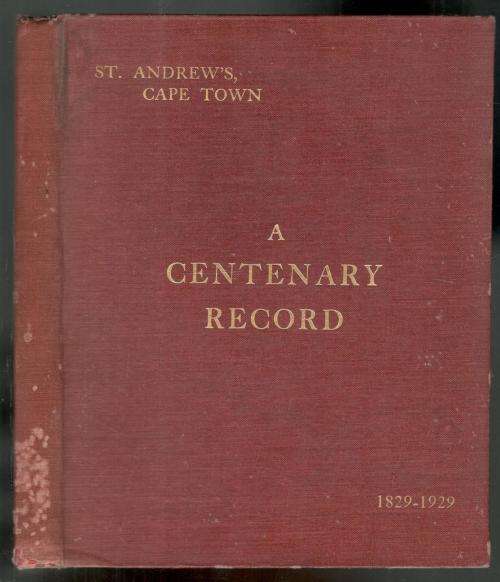 ST. ANDREW'S,
CAPE TOWN
A
CENTENARY
RECORD
1829-1929